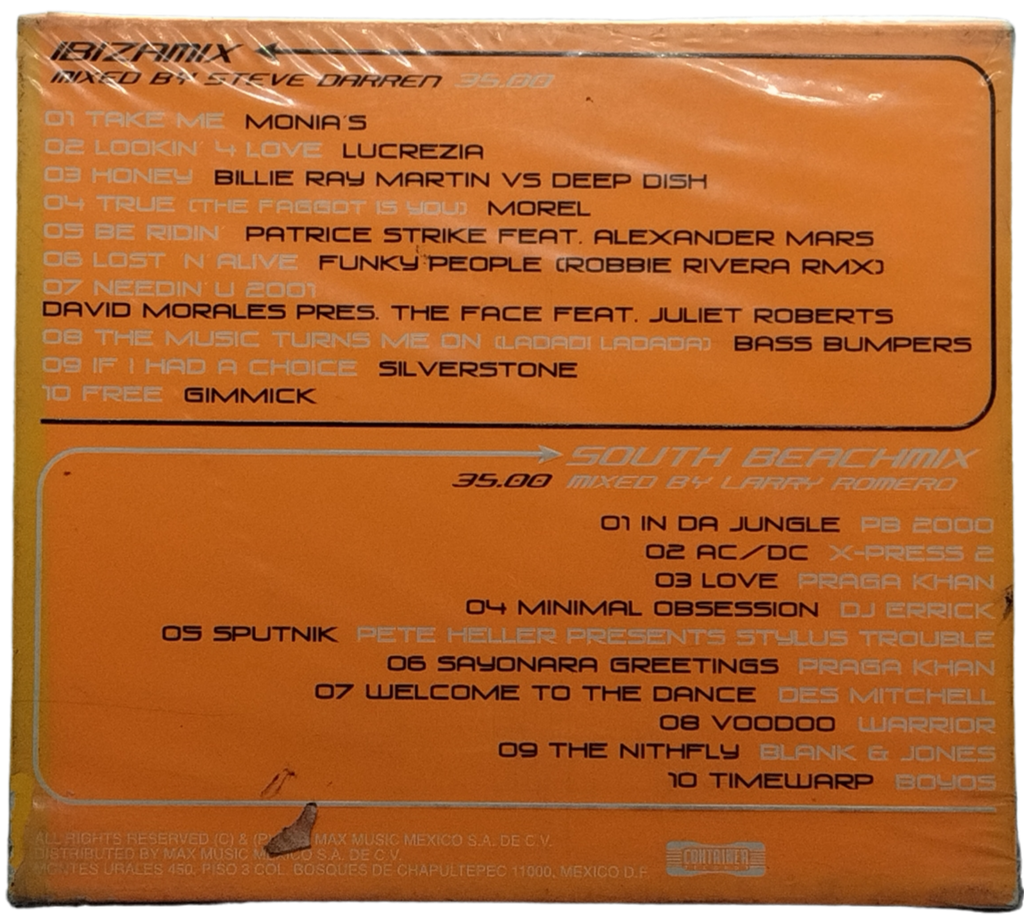 IBIZAMIX
MIXED BY STEVE DARREN 35.00
01 TAKE ME MONIA'S
02 LOOKIN' 4 LOVE LUCREZIA
03 HONEY BILLIE RAY MARTIN VS DEEP DISH
04 TRUE (THE FAGGOT IS YOU) MOREL
05 BE RIDIN' PATRICE STRIKE FEAT. ALEXANDER MARS
06 LOST N' ALIVE FUNKY PEOPLE (ROBBIE RIVERA RMX)
07 NEEDIN' U 2001
DAVID MORALES PRES. THE FACE FEAT. JULIET ROBERTS
08 THE MUSIC TURNS ME ON (LADADI LADADA) BASS BUMPERS
09 IF I HAD A CHOICE SILVERSTONE
10 FREE GIMMICK
SOUTH BEACHMIX
35.00 MIXED BY LARRY ROMERO
01 IN DA JUNGLE PB 2000
02 AC/DC X-PRESS 2
03 LOVE PRAGA KHAN
04 MINIMAL OBSESSION DJ ERRICK
05 SPUTNIK PETE HELLER PRESENTS STYLUS TROUBLE
06 SAYONARA GREETINGS PRAGA KHAN
07 WELCOME TO THE DANCE DES MITCHELL
08 VOODOO WARRIOR
09 THE NITHFLY BLANK & JONES
10 TIMEWARP BOYOS
ALL RIGHTS RESERVED (C) & (P) MAX MUSIC MEXICO S.A. DE C.V.
DISTRIBUTED BY MAX MUSIC MEXICO S.A. DE C.V.
MONTES URALES 450. PISO 3 COL. BOSQUES DE CHAPULTEPEC 11000, MEXICO D.F.
CONTAINER